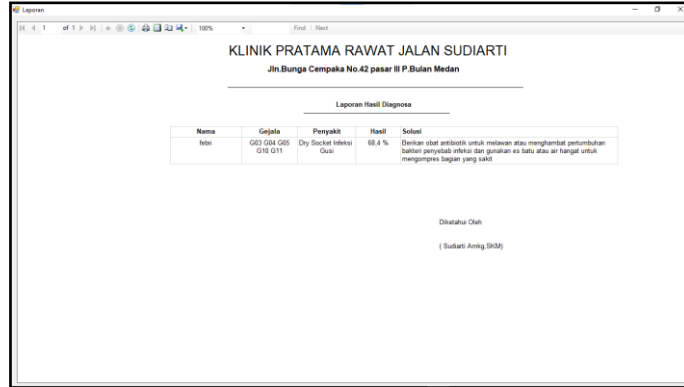 Laporan
1 of 1 100% Find | Next
KLINIK PRATAMA RAWAT JALAN SUDIARTI
Jln.Bunga Cempaka No.42 pasar III P.Bulan Medan
Laporan Hasil Diagnosa
Nama Gejala Penyakit Hasil Solusi
febri G03 G04 G05 Dry Socket Infeksi 68,4 % Berikan obat antibiotik untuk melawan atau menghambat pertumbuhan
G10 G11 Gusi bakteri penyebab infeksi dan gunakan es batu atau air hangat untuk
mengompres bagian yang sakit
Diketahui Oleh
( Sudiarti Amkg,SKM)